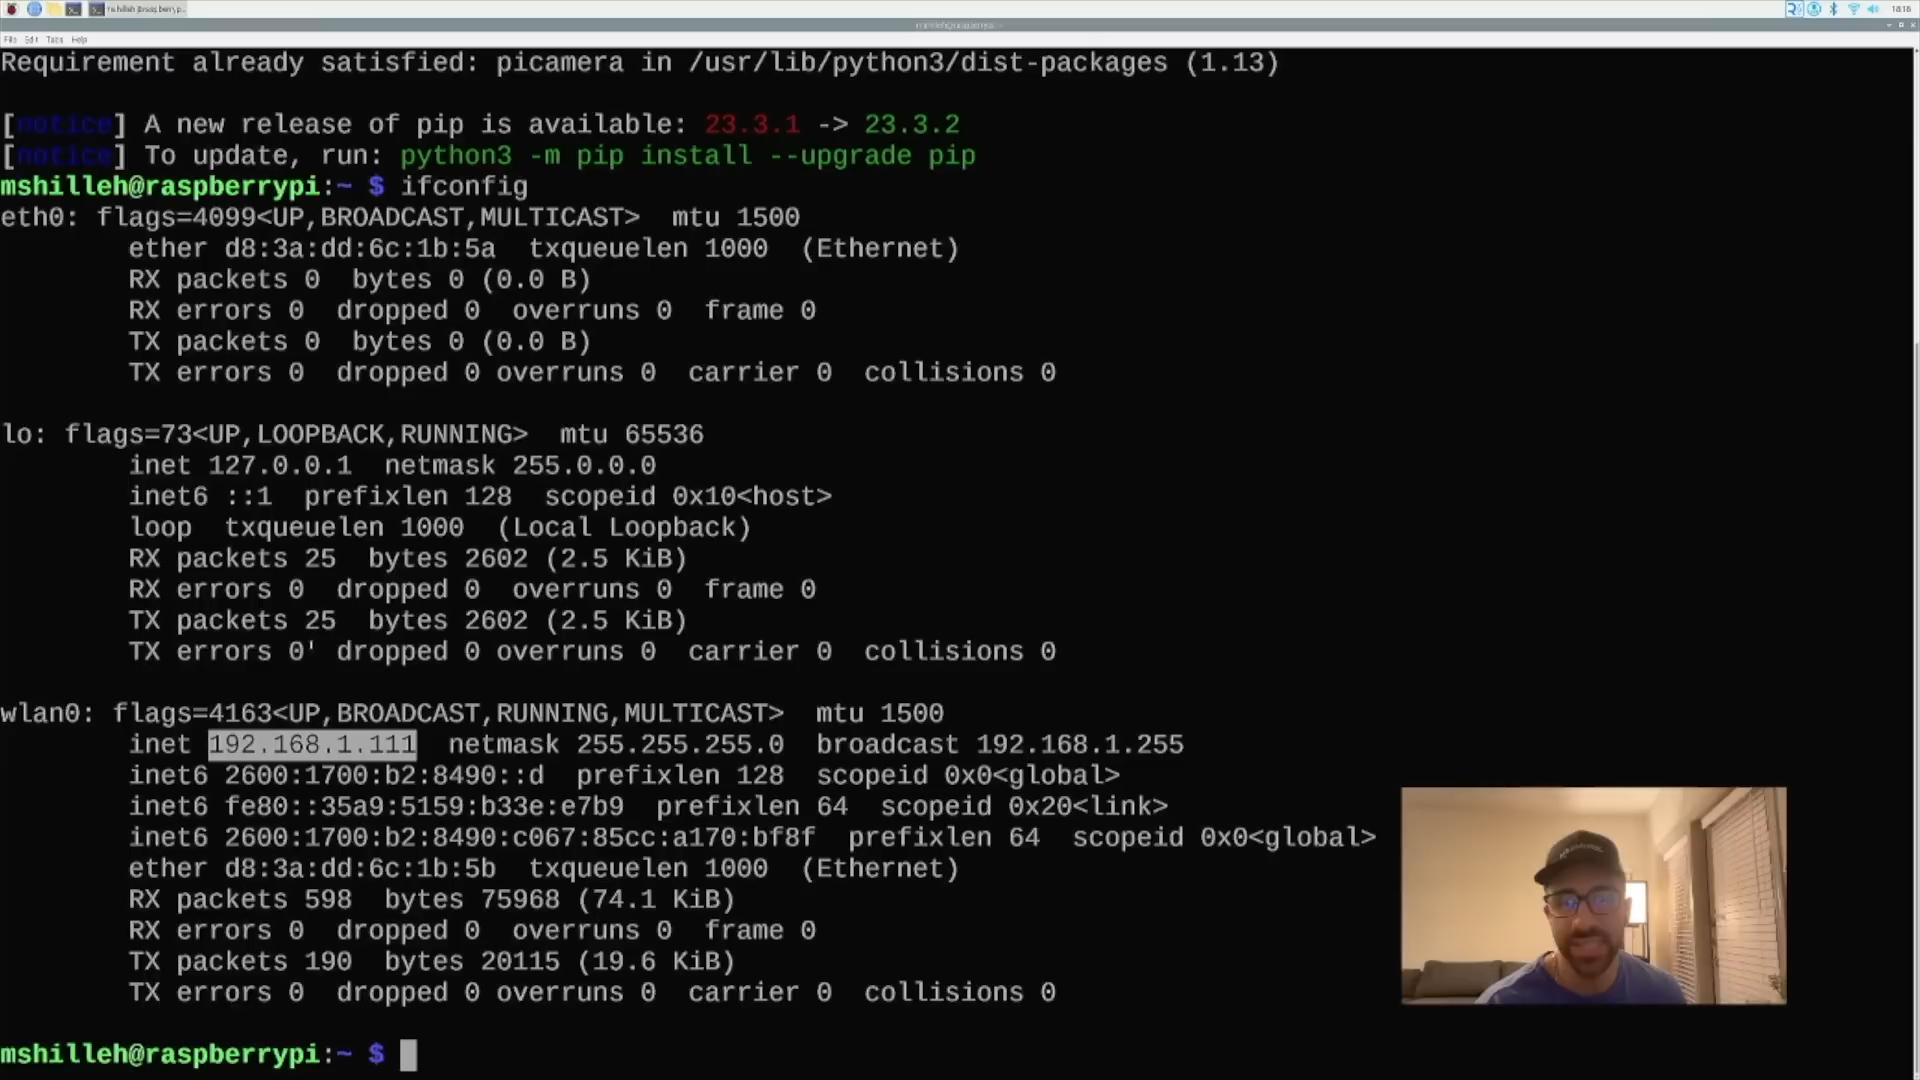 mshilleh@raspberryp...
18:18
mshilleh@raspberrypi: ~
File Edit Tabs Help
Requirement already satisfied: picamera in /usr/lib/python3/dist-packages (1.13)
[notice] A new release of pip is available: 23.3.1 -> 23.3.2
[notice] To update, run: python3 -m pip install --upgrade pip
mshilleh@raspberrypi:~ $ ifconfig
eth0: flags=4099<UP,BROADCAST,MULTICAST>  mtu 1500
ether d8:3a:dd:6c:1b:5a  txqueuelen 1000  (Ethernet)
RX packets 0  bytes 0 (0.0 B)
RX errors 0  dropped 0  overruns 0  frame 0
TX packets 0  bytes 0 (0.0 B)
TX errors 0  dropped 0 overruns 0  carrier 0  collisions 0
lo: flags=73<UP,LOOPBACK,RUNNING>  mtu 65536
inet 127.0.0.1  netmask 255.0.0.0
inet6 ::1  prefixlen 128  scopeid 0x10<host>
loop  txqueuelen 1000  (Local Loopback)
RX packets 25  bytes 2602 (2.5 KiB)
RX errors 0  dropped 0  overruns 0  frame 0
TX packets 25  bytes 2602 (2.5 KiB)
TX errors 0' dropped 0 overruns 0  carrier 0  collisions 0
wlan0: flags=4163<UP,BROADCAST,RUNNING,MULTICAST>  mtu 1500
inet 192.168.1.111  netmask 255.255.255.0  broadcast 192.168.1.255
inet6 2600:1700:b2:8490::d  prefixlen 128  scopeid 0x0<global>
inet6 fe80::35a9:5159:b33e:e7b9  prefixlen 64  scopeid 0x20<link>
inet6 2600:1700:b2:8490:c067:85cc:a170:bf8f  prefixlen 64  scopeid 0x0<global>
ether d8:3a:dd:6c:1b:5b  txqueuelen 1000  (Ethernet)
RX packets 598  bytes 75968 (74.1 KiB)
RX errors 0  dropped 0  overruns 0  frame 0
TX packets 190  bytes 20115 (19.6 KiB)
TX errors 0  dropped 0 overruns 0  carrier 0  collisions 0
mshilleh@raspberrypi:~ $